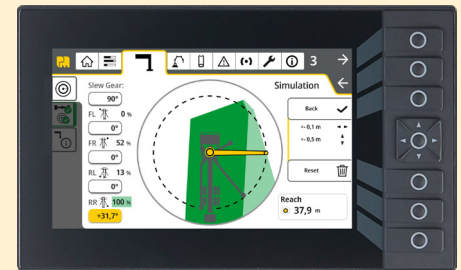 3
Slew Gear:
90°
FL 0 %
0°
FR 52 %
0°
RL 13 %
0°
RR 100 %
+31,7°
Simulation
Back
+- 0,1 m
+- 0,5 m
Reset
Reach
37,9 m